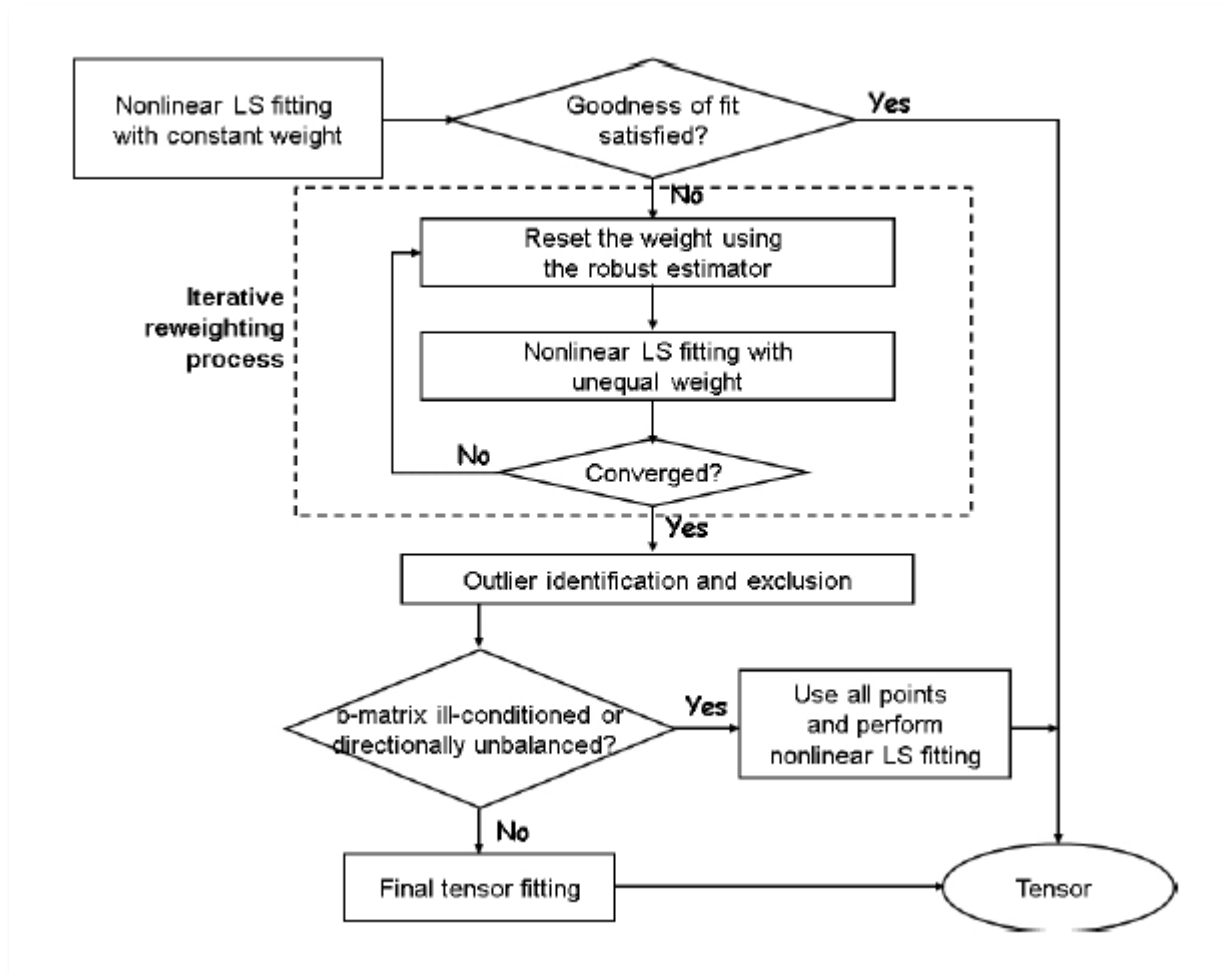 Nonlinear LS fitting
with constant weight
Goodness of fit
satisfied?
Yes
No
Reset the weight using
the robust estimator
Iterative
reweighting
process
Nonlinear LS fitting with
unequal weight
No
Converged?
Yes
Outlier identification and exclusion
b-matrix ill-conditioned or
directionally unbalanced?
Yes
Use all points
and perform
nonlinear LS fitting
No
Final tensor fitting
Tensor